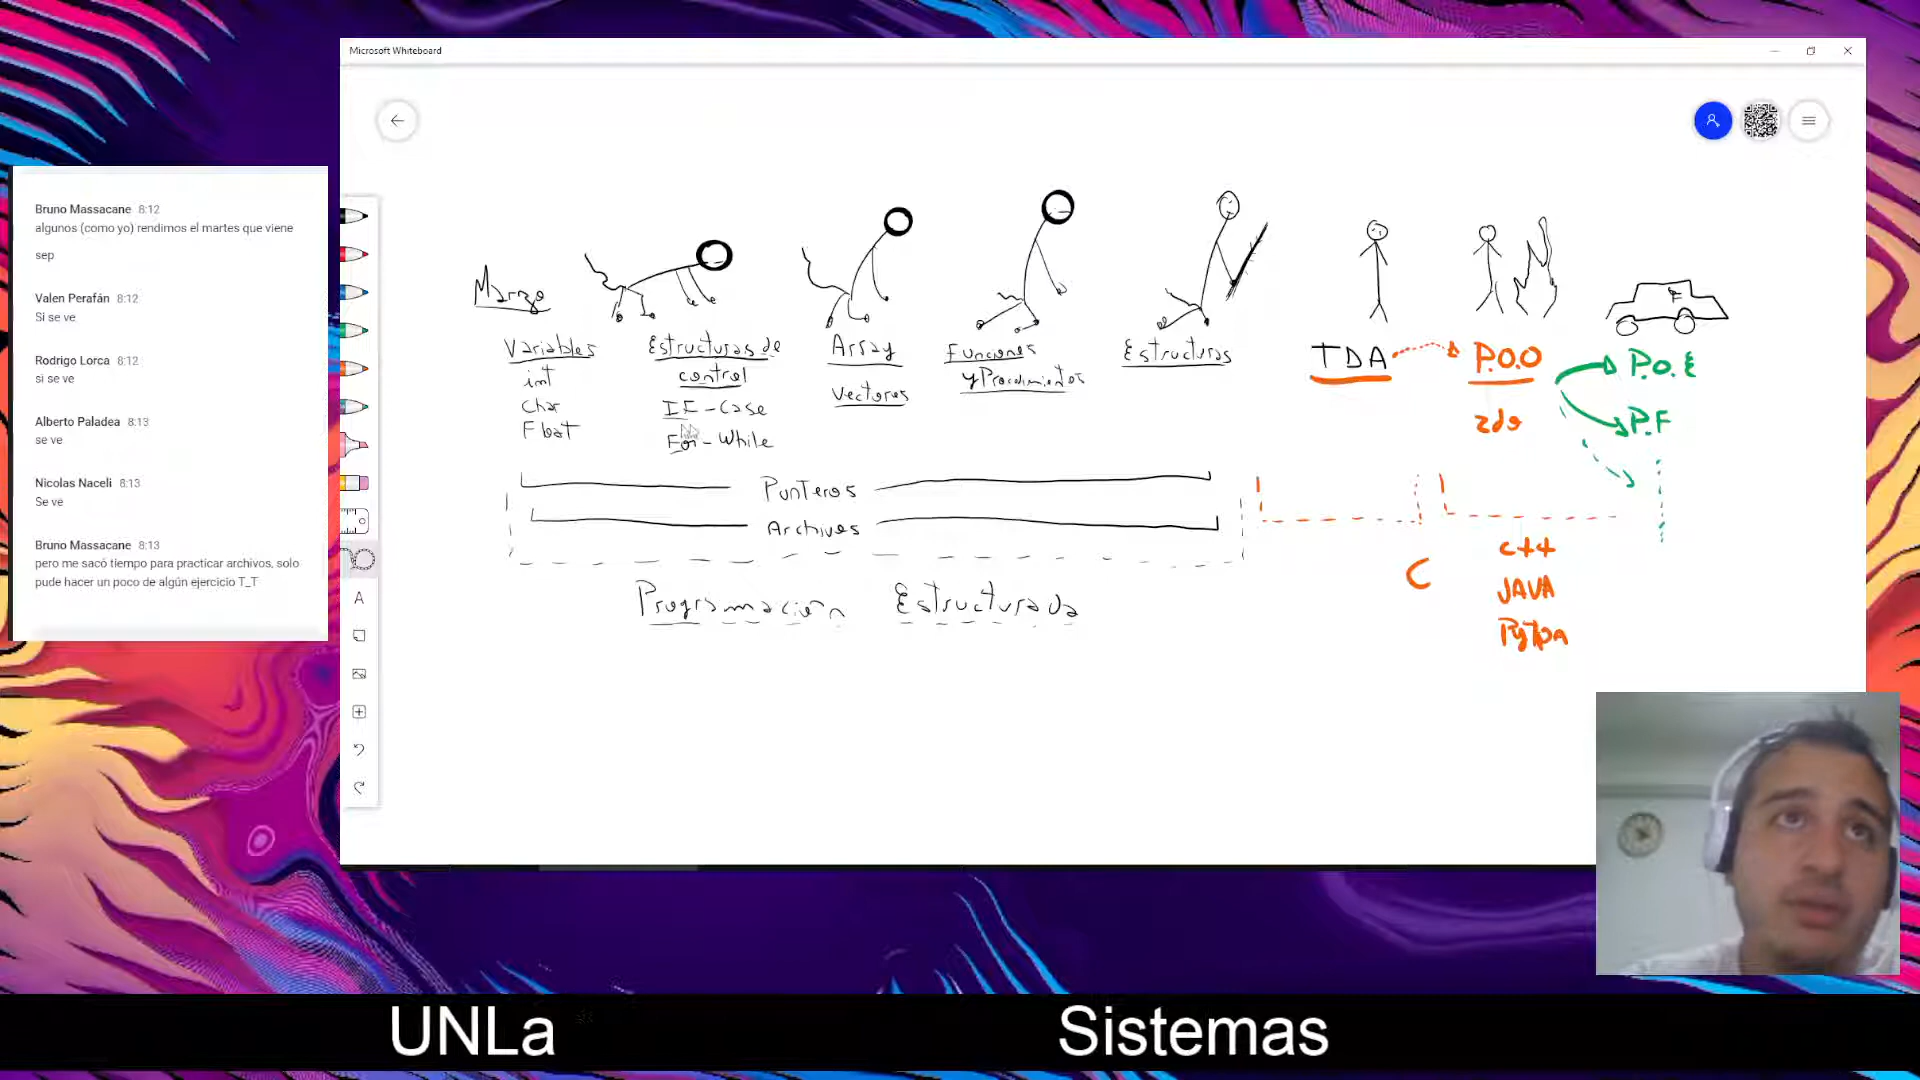 Microsoft Whiteboard
Bruno Massacane 8:12
algunos (como yo) rendimos el martes que viene
sep
Valen Perafán 8:12
Si se ve
Rodrigo Lorca 8:12
si se ve
Alberto Paladea 8:13
se ve
Nicolas Naceli 8:13
Se ve
Bruno Massacane 8:13
pero me sacó tiempo para practicar archivos, solo
pude hacer un poco de algún ejercicio T_T
Marzo
Variables
int
Char
Float
Estructuras de
control
IF - Case
For - While
Array
Vectores
Funciones
y Procedimientos
Estructuras
TDA
P.O.O
2do
F
P.O.E
P.F
Punteros
Archivos
Programación Estructurada
C
C++
JAVA
Python
A
UNLa
Sistemas